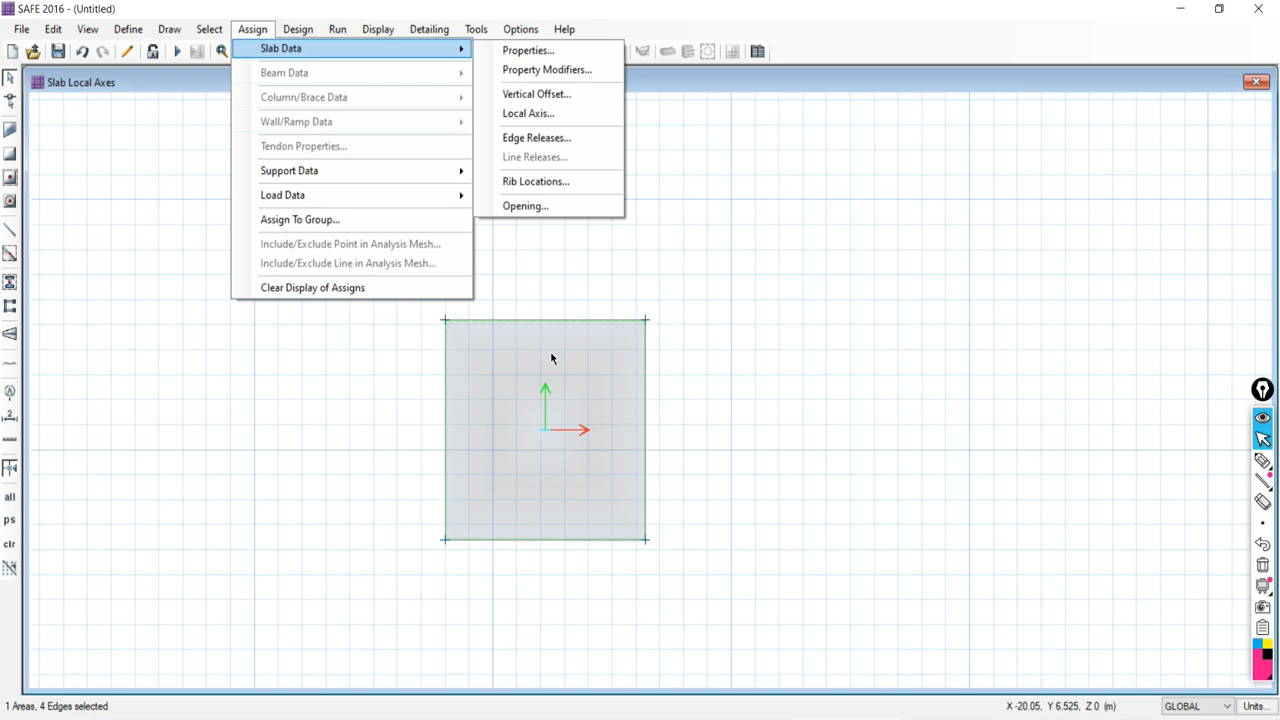 SAFE 2016 - (Untitled)
File Edit View Define Draw Select Assign Design Run Display Detailing Tools Options Help
Slab Local Axes
Slab Data
Beam Data
Column/Brace Data
Wall/Ramp Data
Tendon Properties...
Support Data
Load Data
Assign To Group...
Include/Exclude Point in Analysis Mesh...
Include/Exclude Line in Analysis Mesh...
Clear Display of Assigns
Properties...
Property Modifiers...
Vertical Offset...
Local Axis...
Edge Releases...
Line Releases...
Rib Locations...
Opening...
2
all
ps
clr
1 Areas, 4 Edges selected
X -20.05, Y 6.525, Z 0 (m)
GLOBAL
Units...